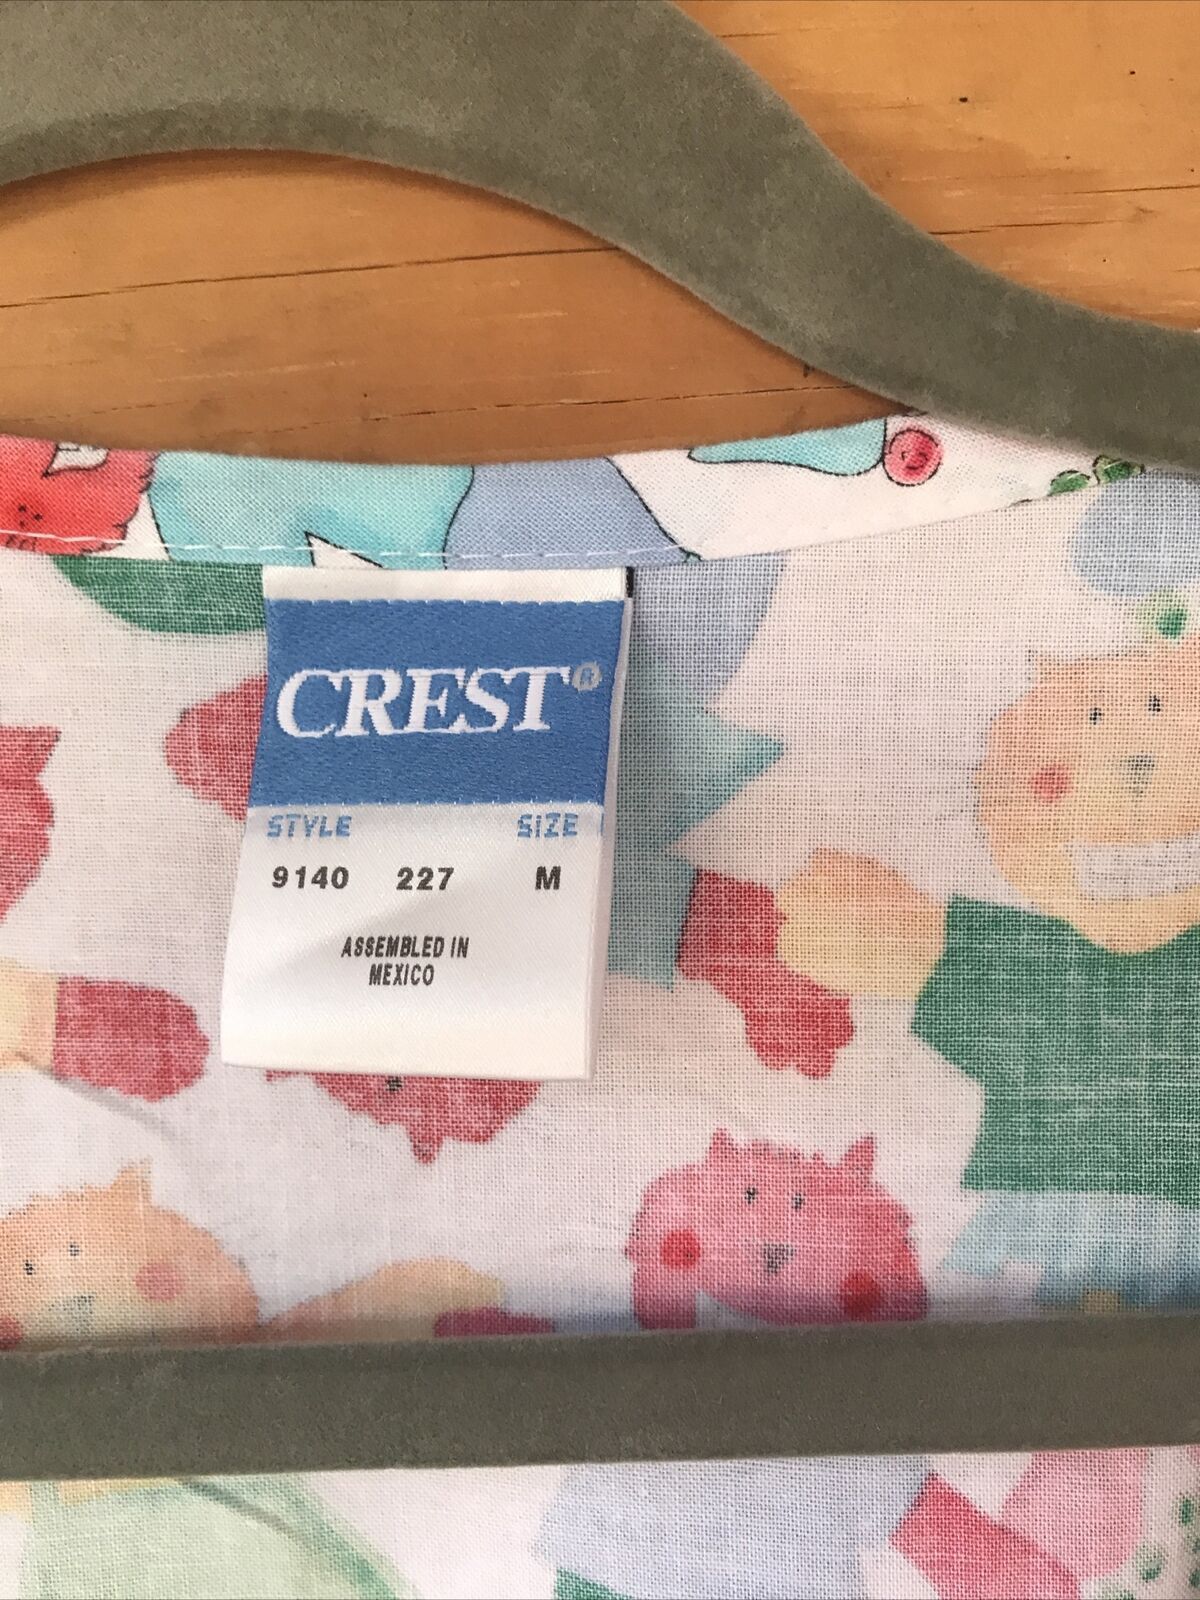 CREST®
STYLE SIZE
9140 227 M
ASSEMBLED IN
MEXICO